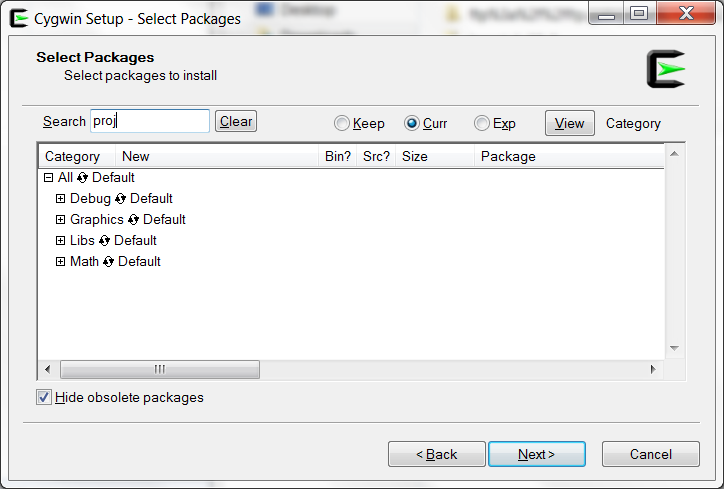 Cygwin Setup - Select Packages
Select Packages
Select packages to install
Search proj Clear Keep Curr Exp View Category
Category New Bin? Src? Size Package
All Default
Debug Default
Graphics Default
Libs Default
Math Default
Hide obsolete packages
< Back Next > Cancel